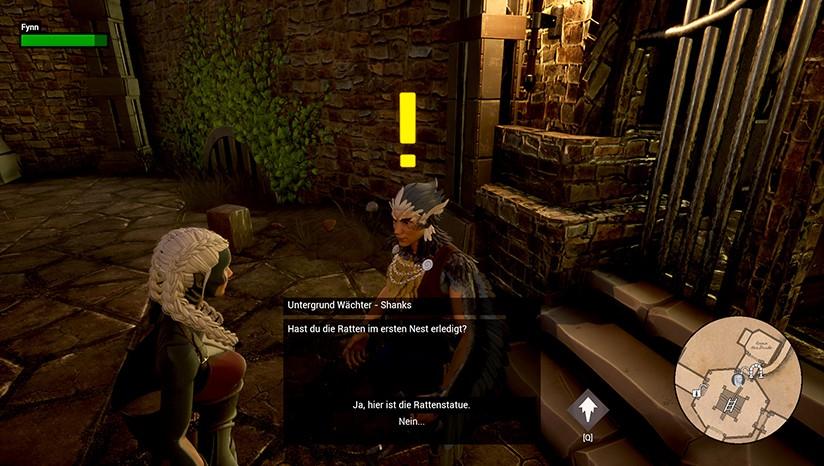 Fynn
Untergrund Wächter - Shanks
Hast du die Ratten im ersten Nest erledigt?
Ja, hier ist die Rattenstatue.
Nein...
[Q]